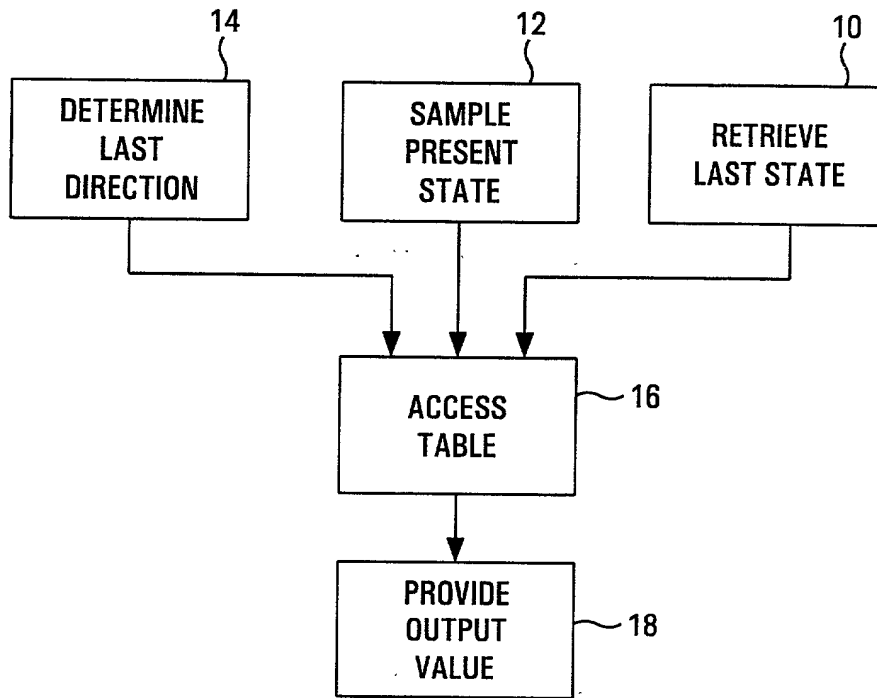 14
12
10
DETERMINE
LAST
DIRECTION
SAMPLE
PRESENT
STATE
RETRIEVE
LAST STATE
ACCESS
TABLE
16
PROVIDE
OUTPUT
VALUE
18